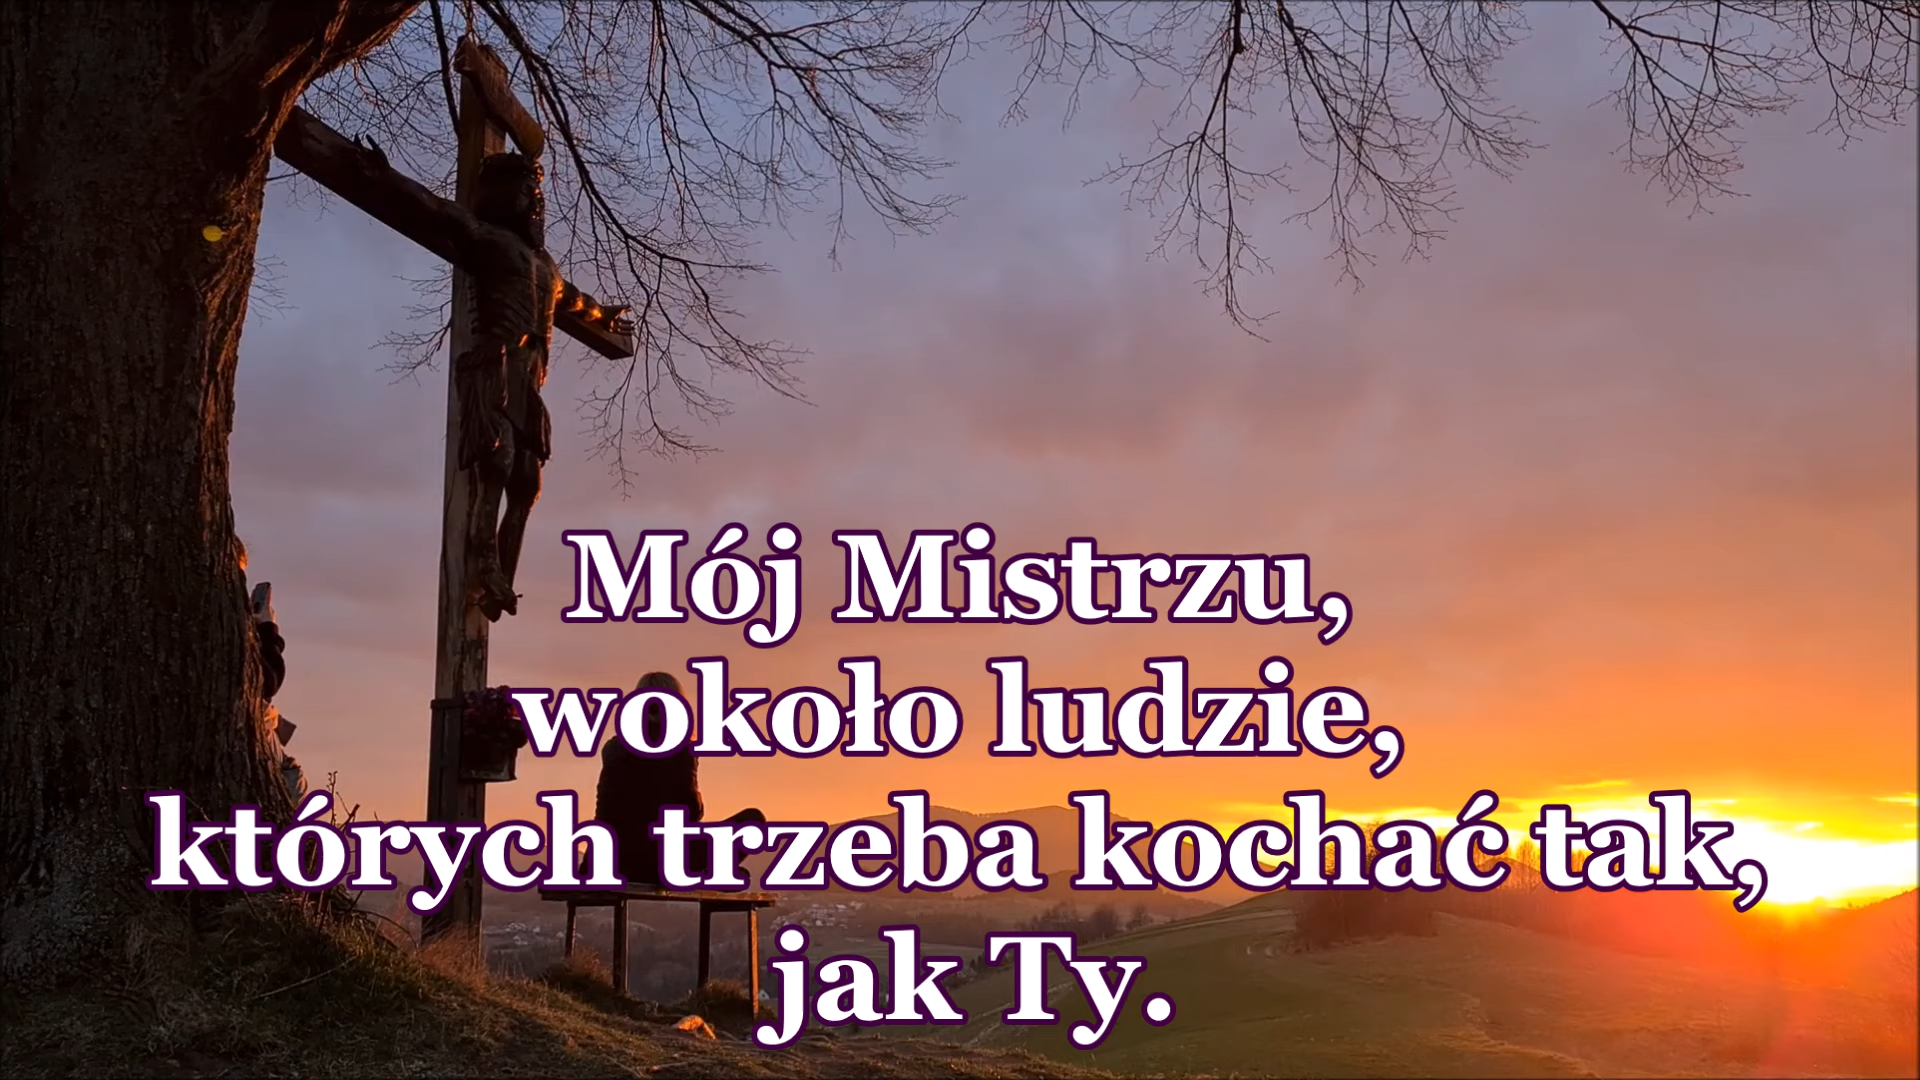 Mój Mistrzu,
wokoło ludzie,
których trzeba kochać tak,
jak Ty.